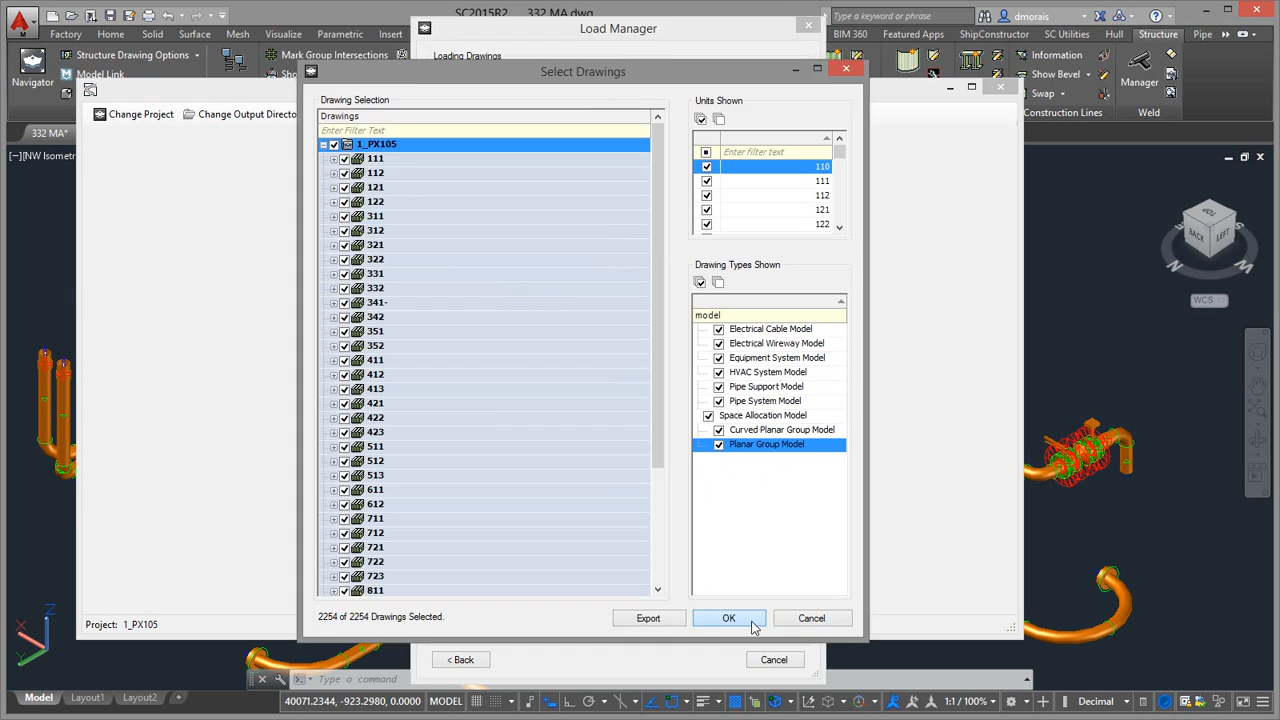 SC2015R2 332 MA.dwg
Type a keyword or phrase
dmorais
Factory Home Solid Surface Mesh Visualize Parametric Insert
BIM 360 Featured Apps ShipConstructor SC Utilities Hull Structure Pipe
Navigator
Structure Drawing Options
Model Link
Mark Group Intersections
Information
Show Bevel
Swap
Construction Lines
Manager
Weld
Load Manager
Loading Drawings
Select Drawings
Change Project
Change Output Directo
332 MA*
[−][NW Isometr
Drawing Selection
Drawings
Enter Filter Text
1_PX105
111
112
121
122
311
312
321
322
331
332
341-
342
351
352
411
412
413
421
422
423
511
512
513
611
612
711
712
721
722
723
811
2254 of 2254 Drawings Selected.
Units Shown
Enter filter text
110
111
112
121
122
Drawing Types Shown
model
Electrical Cable Model
Electrical Wireway Model
Equipment System Model
HVAC System Model
Pipe Support Model
Pipe System Model
Space Allocation Model
Curved Planar Group Model
Planar Group Model
Export
OK
Cancel
Project: 1_PX105
< Back
Cancel
TOP
BACK
LEFT
WCS
Z
X
Y
Type a command
Model Layout1 Layout2 +
40071.2344, -923.2980, 0.0000 MODEL
1:1 / 100%
Decimal